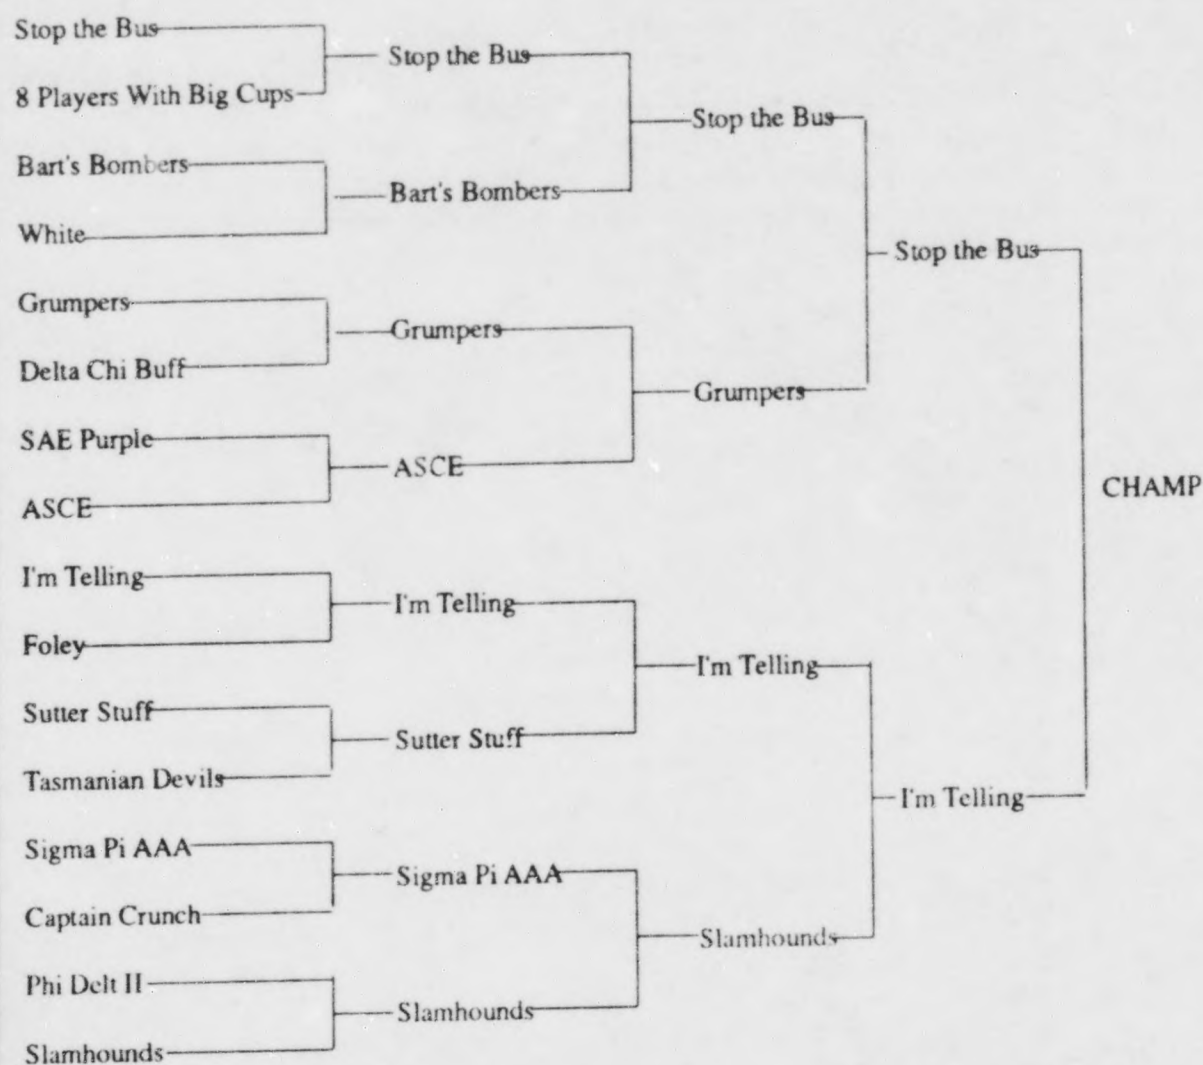 Stop the Bus
8 Players With Big Cups
Bart's Bombers
White
Grumpers
Delta Chi Buff
SAE Purple
ASCE
I'm Telling
Foley
Sutter Stuff
Tasmanian Devils
Sigma Pi AAA
Captain Crunch
Phi Delt II
Slamhounds
Stop the Bus
Bart's Bombers
Grumpers
ASCE
I'm Telling
Sutter Stuff
Sigma Pi AAA
Slamhounds
Stop the Bus
Grumpers
I'm Telling
Slamhounds
Stop the Bus
I'm Telling
CHAMP